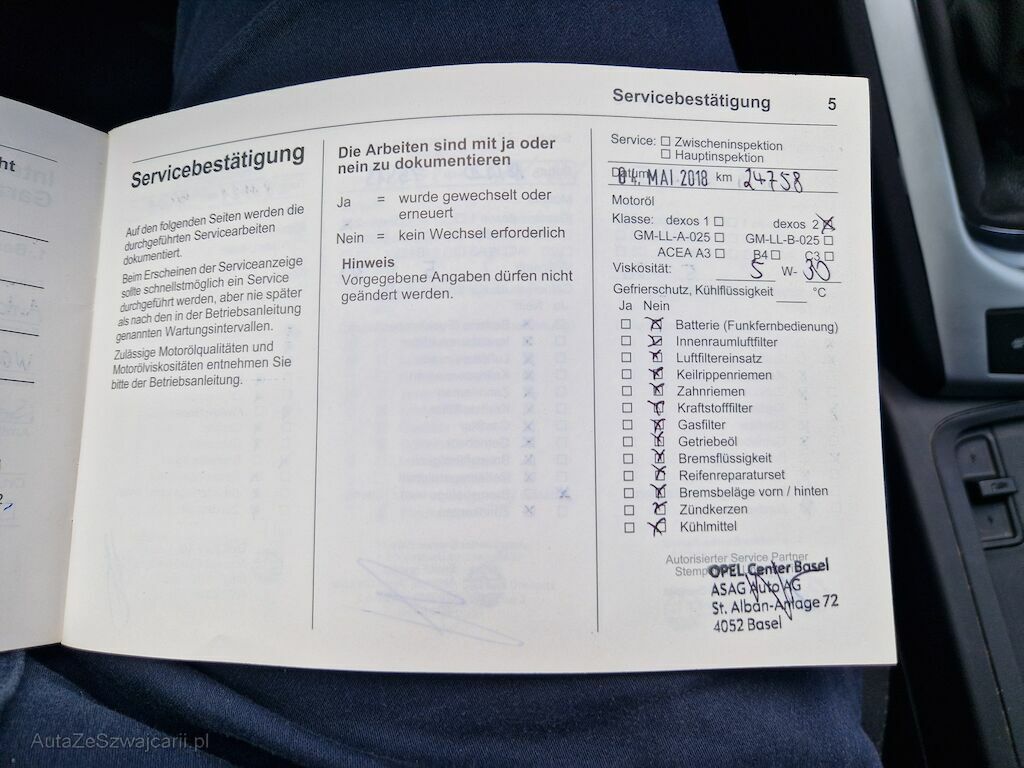 Servicebestätigung 5
Servicebestätigung
Auf den folgenden Seiten werden die
durchgeführten Servicearbeiten
dokumentiert.
Beim Erscheinen der Serviceanzeige
sollte schnellstmöglich ein Service
durchgeführt werden, aber nie später
als nach den in der Betriebsanleitung
genannten Wartungsintervallen.
Zulässige Motorölqualitäten und
Motorölviskositäten entnehmen Sie
bitte der Betriebsanleitung.
Die Arbeiten sind mit ja oder
nein zu dokumentieren
Ja = wurde gewechselt oder
erneuert
Nein = kein Wechsel erforderlich
Hinweis
Vorgegebene Angaben dürfen nicht
geändert werden.
Service: ☐ Zwischeninspektion
☐ Hauptinspektion
Datum 04. MAI 2018 km 24758
Motoröl
Klasse: dexos 1 ☐ dexos 2 ☒
GM-LL-A-025 ☐ GM-LL-B-025 ☐
ACEA A3 ☐ B4 ☐ C3 ☐
Viskosität: 5 W- 30
Gefrierschutz, Kühlflüssigkeit ____ °C
Ja Nein
☐ ☒ Batterie (Funkfernbedienung)
☐ ☒ Innenraumluftfilter
☐ ☒ Luftfiltereinsatz
☐ ☒ Keilrippenriemen
☐ ☒ Zahnriemen
☐ ☒ Kraftstofffilter
☐ ☒ Gasfilter
☐ ☒ Getriebeöl
☐ ☒ Bremsflüssigkeit
☐ ☒ Reifenreparaturset
☐ ☒ Bremsbeläge vorn / hinten
☐ ☒ Zündkerzen
☐ ☒ Kühlmittel
Autorisierter Service Partner
OPEL Center Basel
ASAG Auto AG
St. Alban-Anlage 72
4052 Basel
AutaZeSzwajcarii.pl